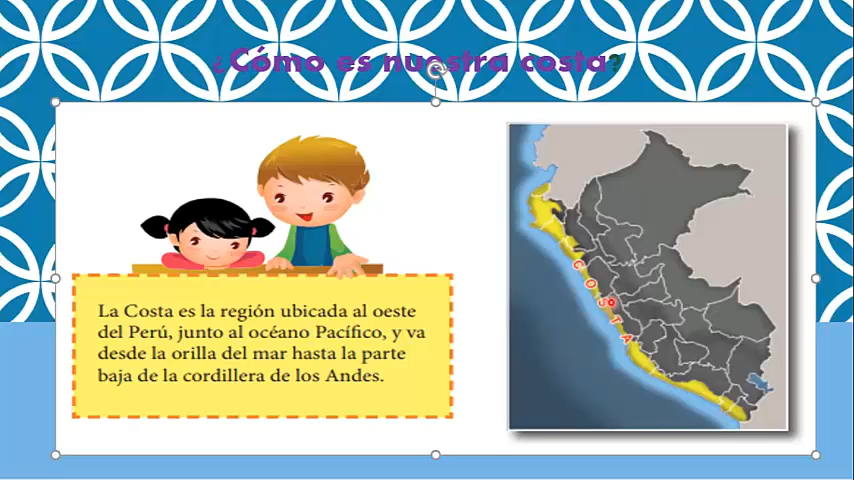 ¿Cómo es nuestra costa?
La Costa es la región ubicada al oeste
del Perú, junto al océano Pacífico, y va
desde la orilla del mar hasta la parte
baja de la cordillera de los Andes.
COSTA